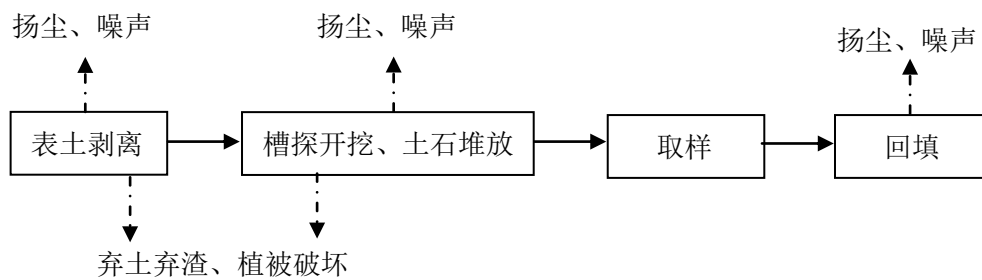 扬尘、噪声
扬尘、噪声
扬尘、噪声
表土剥离
槽探开挖、土石堆放
取样
回填
弃土弃渣、植被破坏